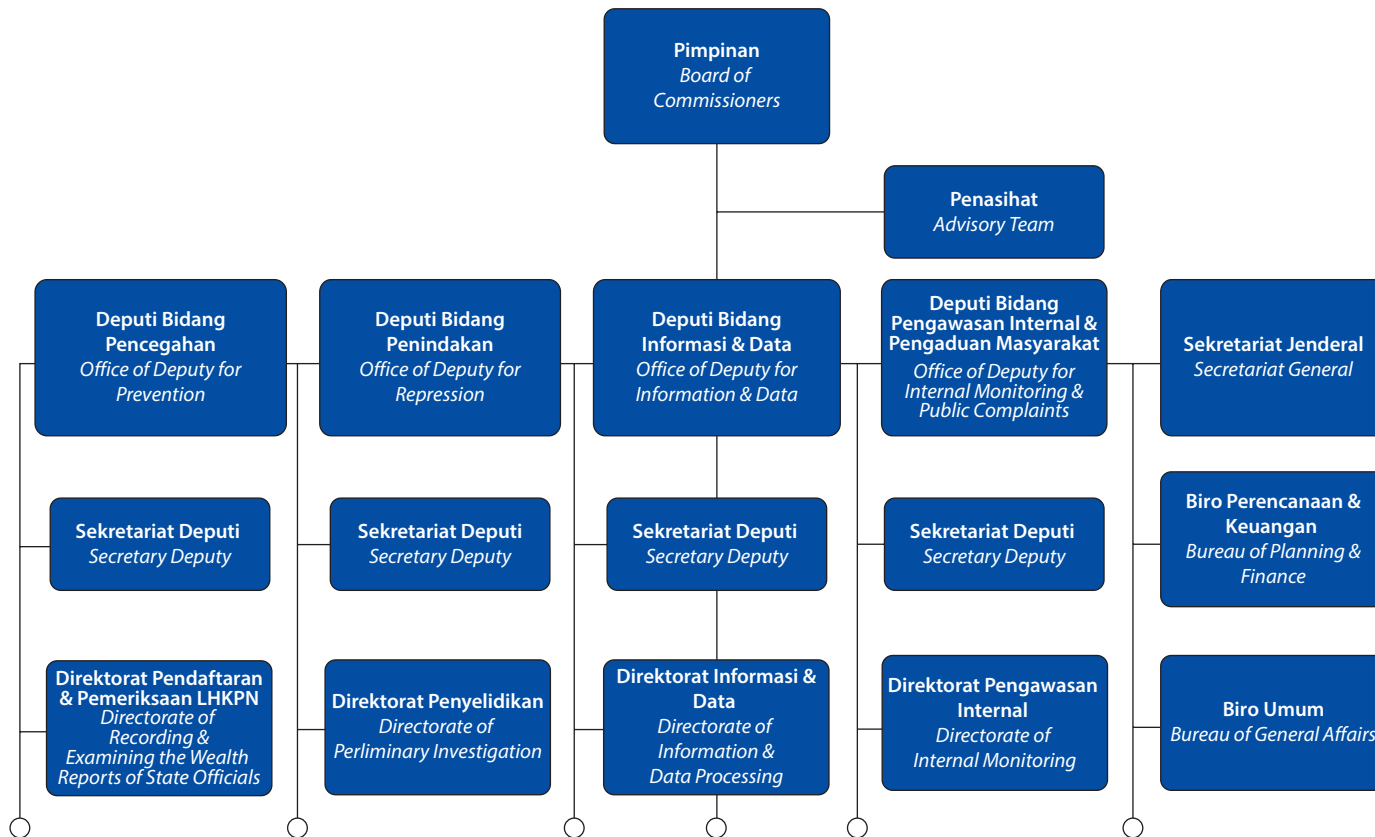 Pimpinan
Board of
Commissioners
Penasihat
Advisory Team
Deputi Bidang
Pencegahan
Office of Deputy for
Prevention
Deputi Bidang
Penindakan
Office of Deputy for
Repression
Deputi Bidang
Informasi & Data
Office of Deputy for
Information & Data
Deputi Bidang
Pengawasan Internal &
Pengaduan Masyarakat
Office of Deputy for
Internal Monitoring &
Public Complaints
Sekretariat Jenderal
Secretariat General
Sekretariat Deputi
Secretary Deputy
Sekretariat Deputi
Secretary Deputy
Sekretariat Deputi
Secretary Deputy
Sekretariat Deputi
Secretary Deputy
Biro Perencanaan &
Keuangan
Bureau of Planning &
Finance
Direktorat Pendaftaran
& Pemeriksaan LHKPN
Directorate of
Recording &
Examining the Wealth
Reports of State Officials
Direktorat Penyelidikan
Directorate of
Perliminary Investigation
Direktorat Informasi &
Data
Directorate of
Information &
Data Processing
Direktorat Pengawasan
Internal
Directorate of
Internal Monitoring
Biro Umum
Bureau of General Affairs